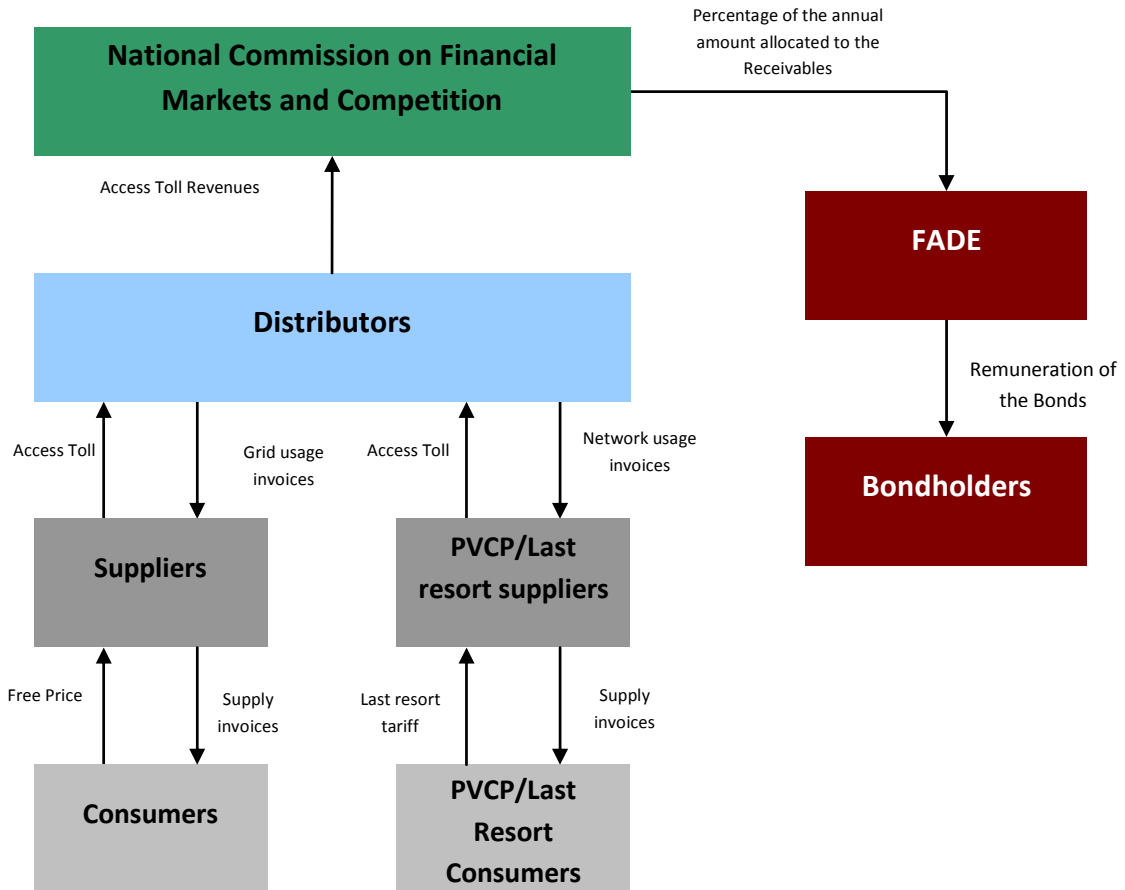 Percentage of the annual
amount allocated to the
Receivables
National Commission on Financial
Markets and Competition
Access Toll Revenues
FADE
Distributors
Remuneration of
the Bonds
Access Toll
Grid usage
invoices
Access Toll
Network usage
invoices
Bondholders
Suppliers
PVCP/Last
resort suppliers
Free Price
Supply
invoices
Last resort
tariff
Supply
invoices
Consumers
PVCP/Last
Resort
Consumers